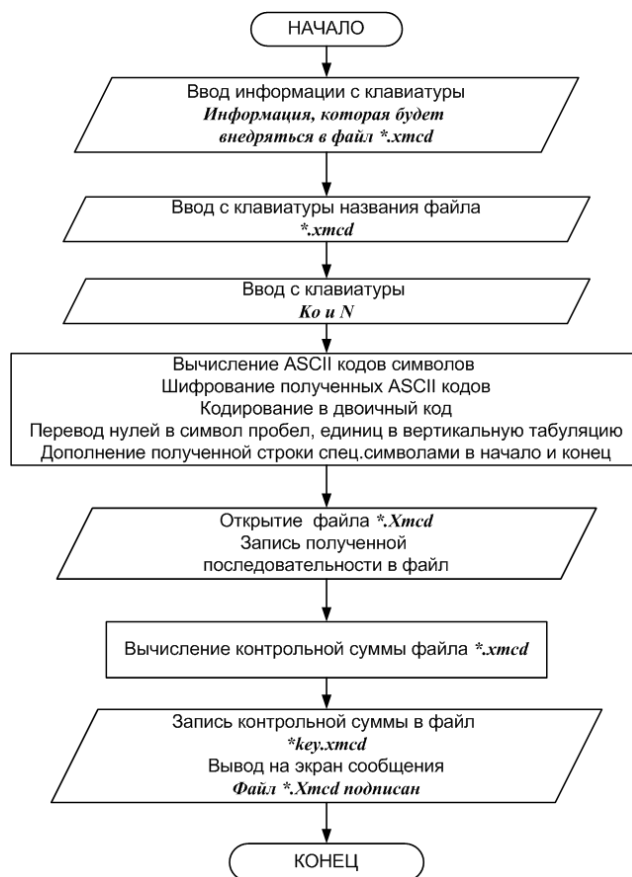 НАЧАЛО
Ввод информации с клавиатуры
Информация, которая будет
внедряться в файл *.xmcd
Ввод с клавиатуры названия файла
*.xmcd
Ввод с клавиатуры
Ko и N
Вычисление ASCII кодов символов
Шифрование полученных ASCII кодов
Кодирование в двоичный код
Перевод нулей в символ пробел, единиц в вертикальную табуляцию
Дополнение полученной строки спец.символами в начало и конец
Открытие файла *.Xmcd
Запись полученной
последовательности в файл
Вычисление контрольной суммы файла *.xmcd
Запись контрольной суммы в файл
*key.xmcd
Вывод на экран сообщения
Файл *.Xmcd подписан
КОНЕЦ